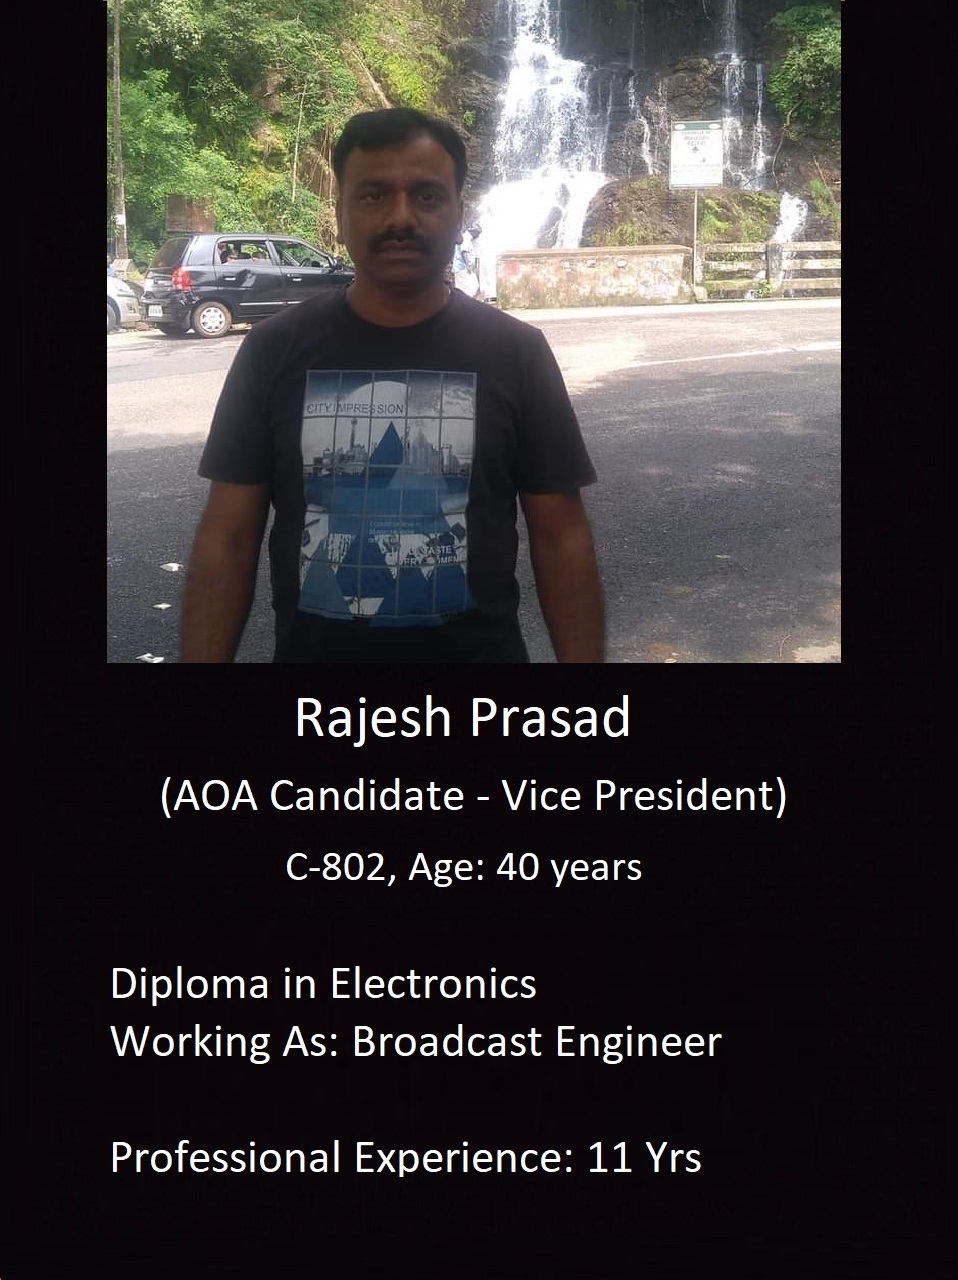 CITY IMPRESSION
Rajesh Prasad
(AOA Candidate - Vice President)
C-802, Age: 40 years
Diploma in Electronics
Working As: Broadcast Engineer
Professional Experience: 11 Yrs